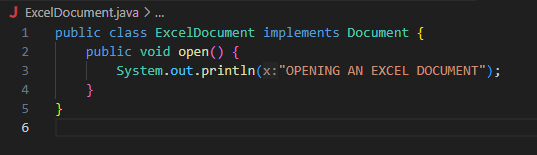 J ExcelDocument.java > ...
1 public class ExcelDocument implements Document {
2     public void open() {
3         System.out.println(x:"OPENING AN EXCEL DOCUMENT");
4     }
5 }
6